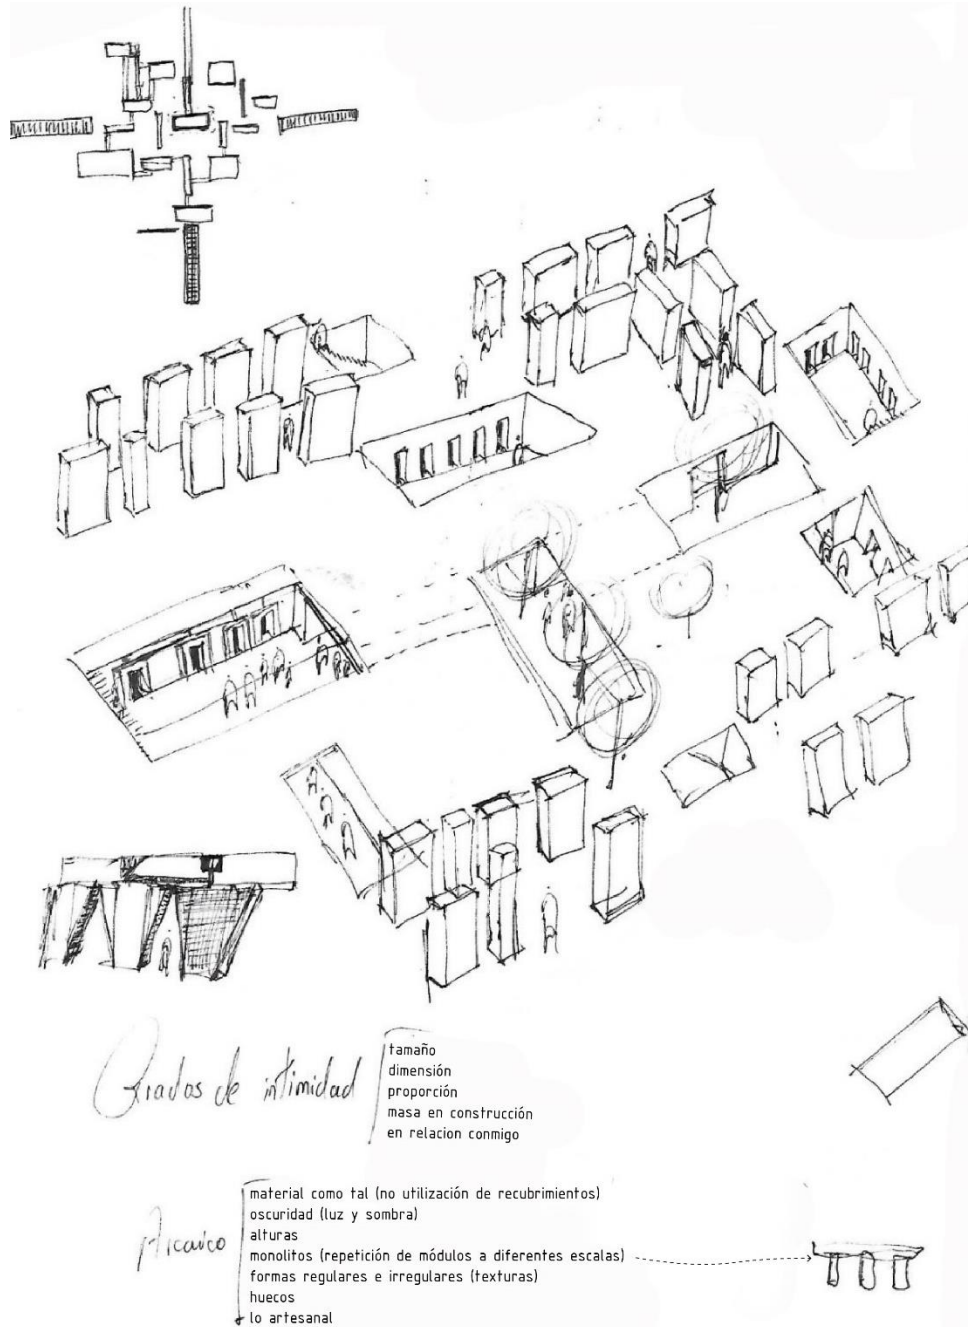 Grados de intimidad
tamaño
dimensión
proporción
masa en construcción
en relacion conmigo
Arcaico
material como tal (no utilización de recubrimientos)
oscuridad (luz y sombra)
alturas
monolitos (repetición de módulos a diferentes escalas)
formas regulares e irregulares (texturas)
huecos
lo artesanal